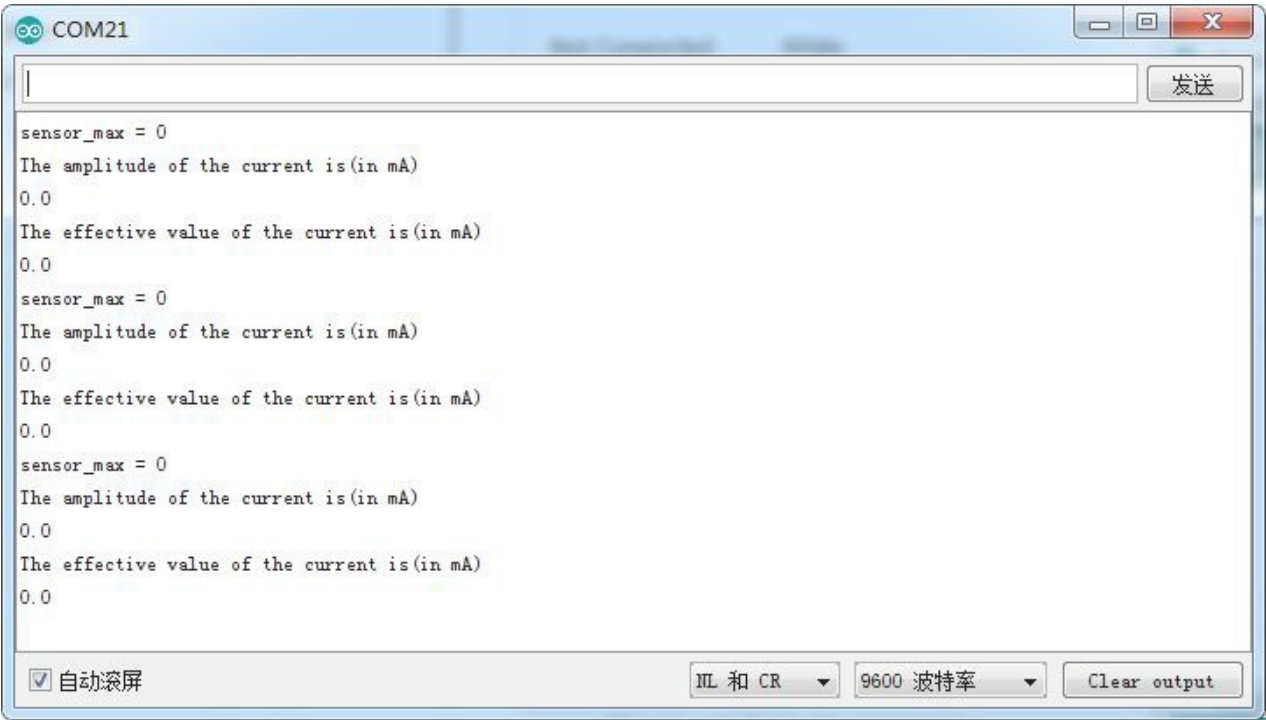 COM21
发送
sensor_max = 0
The amplitude of the current is(in mA)
0.0
The effective value of the current is(in mA)
0.0
sensor_max = 0
The amplitude of the current is(in mA)
0.0
The effective value of the current is(in mA)
0.0
sensor_max = 0
The amplitude of the current is(in mA)
0.0
The effective value of the current is(in mA)
0.0
自动滚屏 NL 和 CR 9600 波特率 Clear output